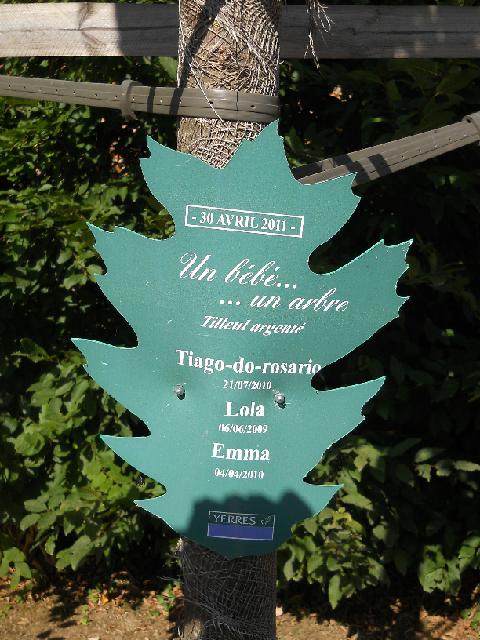 - 30 AVRIL 2011 -
Un bébé...
... un arbre
Tilleul argenté
Tiago-do-rosario
21/07/2010
Lola
06/06/2009
Emma
04/04/2010
YERRES